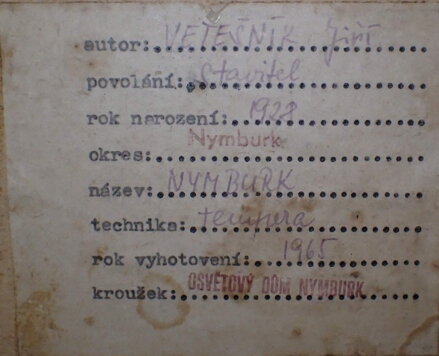 autor: VETEŠNÍK Jiří
povolání: stavitel
rok narození: 1928
okres: Nymburk
název: NYMBURK
technika: tempera
rok vyhotovení: 1965
kroužek: OSVĚTOVÝ DŮM NYMBURK